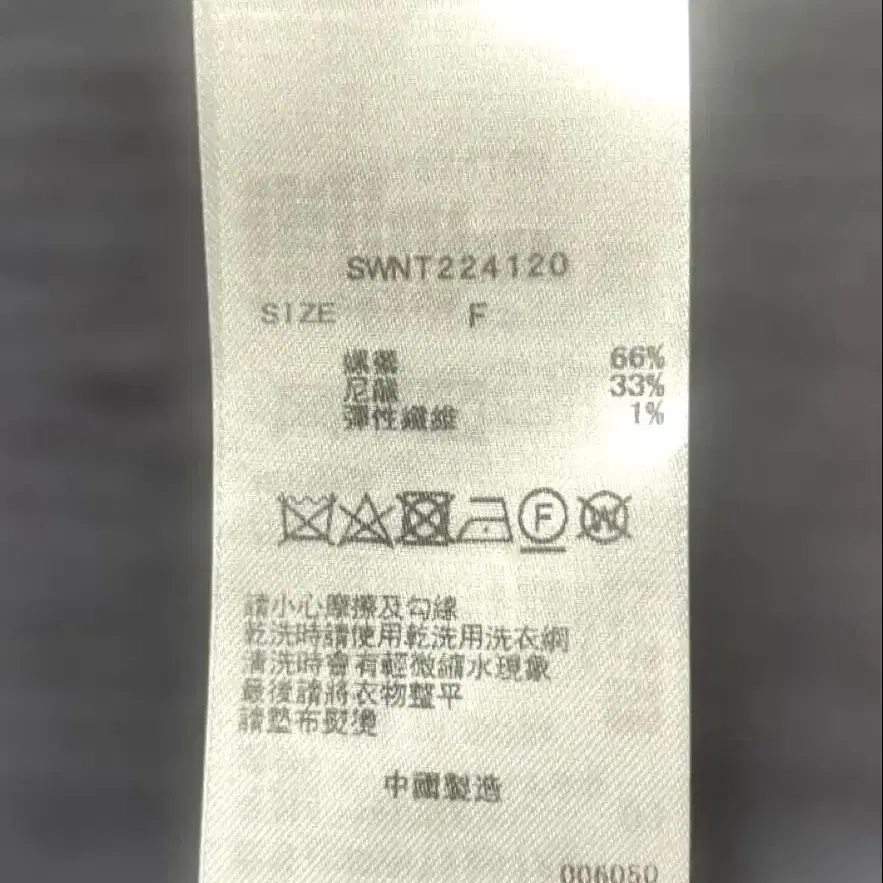 SWNT224120
SIZE F
嫘縈 66%
尼龍 33%
彈性纖維 1%
F
W
請小心摩擦及勾線
乾洗時請使用乾洗用洗衣網
清洗時會有輕微縮水現象
最後請將衣物整平
請墊布熨燙
中國製造
006050